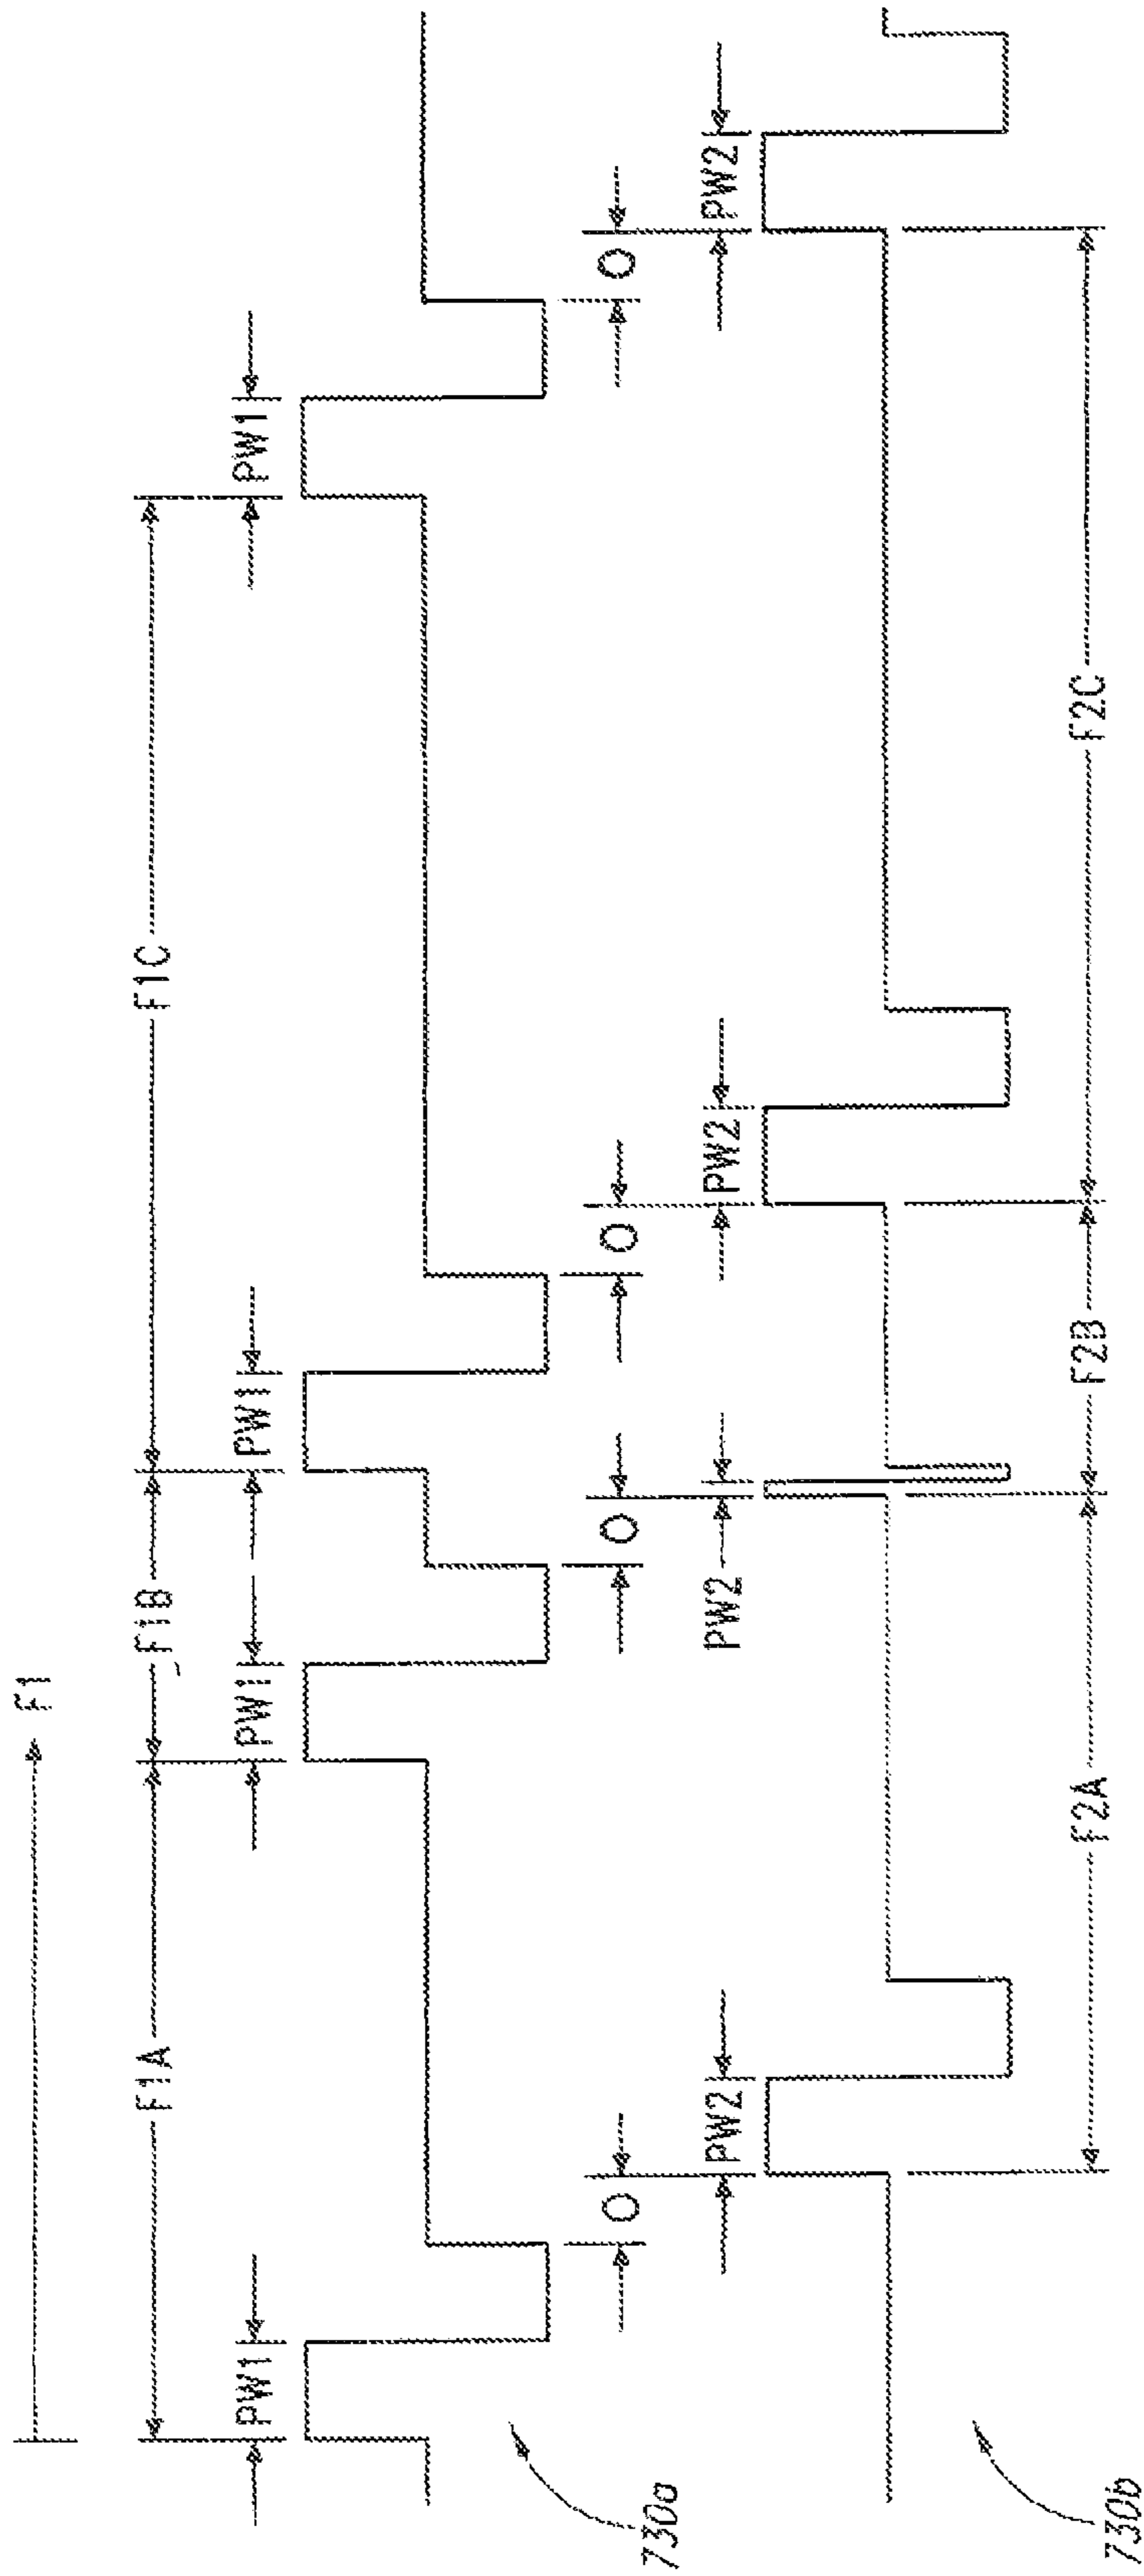 F1
F1A F1B F1C
PW1 PW1 PW1 PW1
730a
O O O O
PW2 PW2 PW2 PW2
730b
F2A F2B F2C